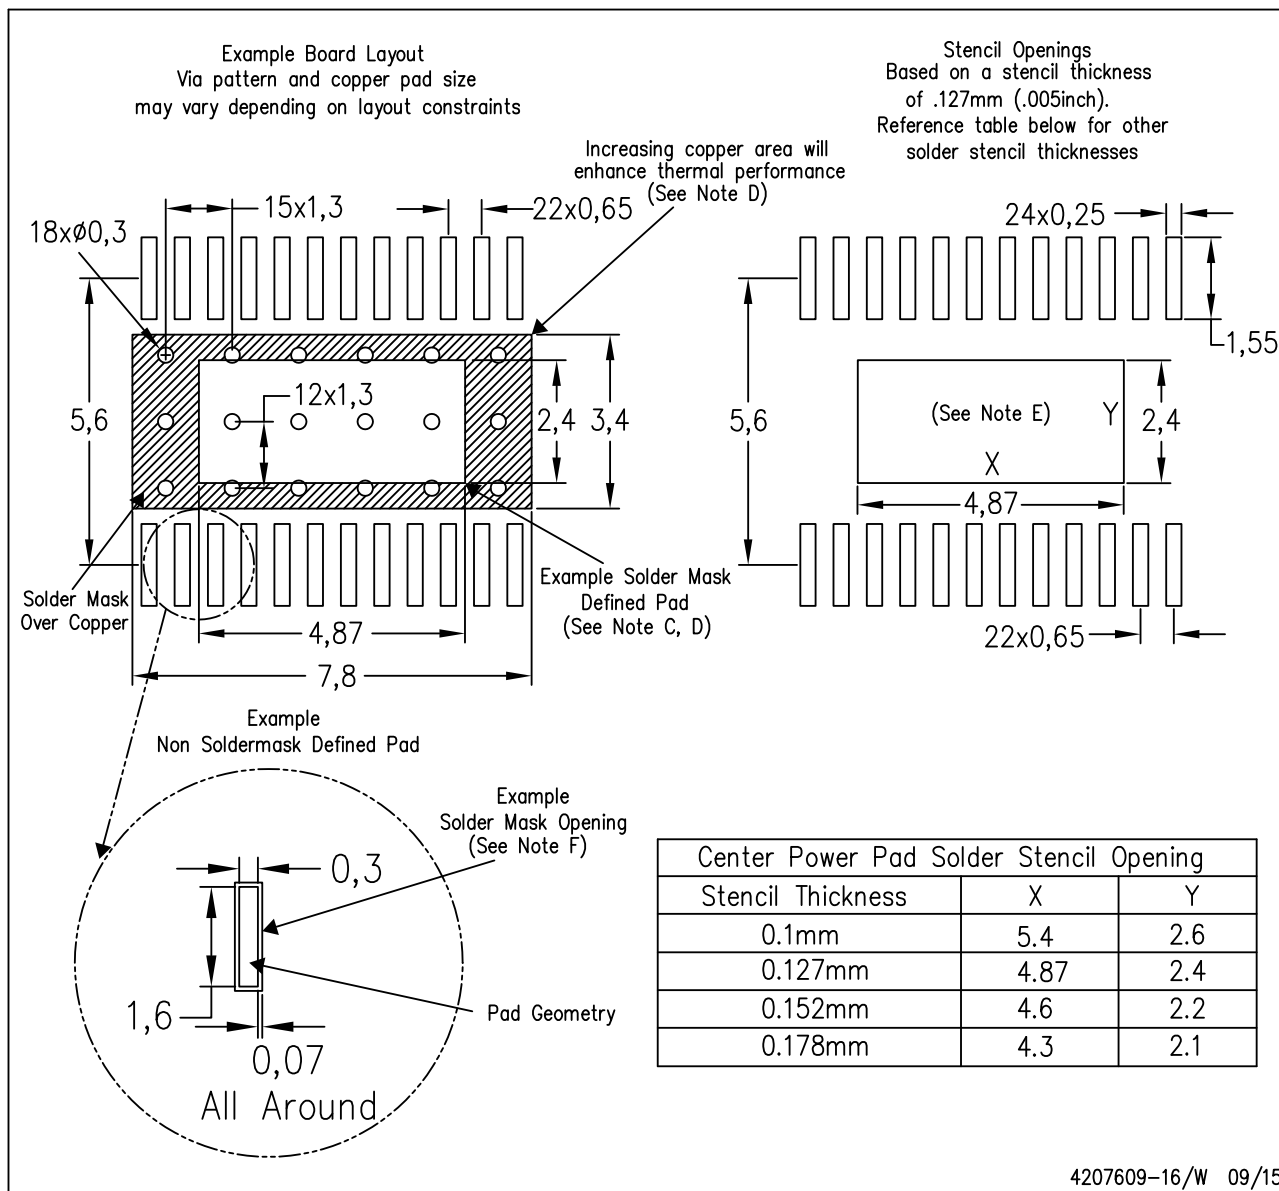 Example Board Layout
Via pattern and copper pad size
may vary depending on layout constraints
Stencil Openings
Based on a stencil thickness
of .127mm (.005inch).
Reference table below for other
solder stencil thicknesses
Increasing copper area will
enhance thermal performance
(See Note D)
15x1,3
22x0,65
18xø0,3
24x0,25
1,55
5,6
12x1,3
2,4
3,4
5,6
(See Note E)
Y
2,4
X
4,87
Solder Mask
Over Copper
Example Solder Mask
Defined Pad
(See Note C, D)
4,87
7,8
22x0,65
Example
Non Soldermask Defined Pad
Example
Solder Mask Opening
(See Note F)
0,3
1,6
Pad Geometry
0,07
All Around
Center Power Pad Solder Stencil Opening
Stencil Thickness X Y
0.1mm 5.4 2.6
0.127mm 4.87 2.4
0.152mm 4.6 2.2
0.178mm 4.3 2.1
4207609-16/W 09/15